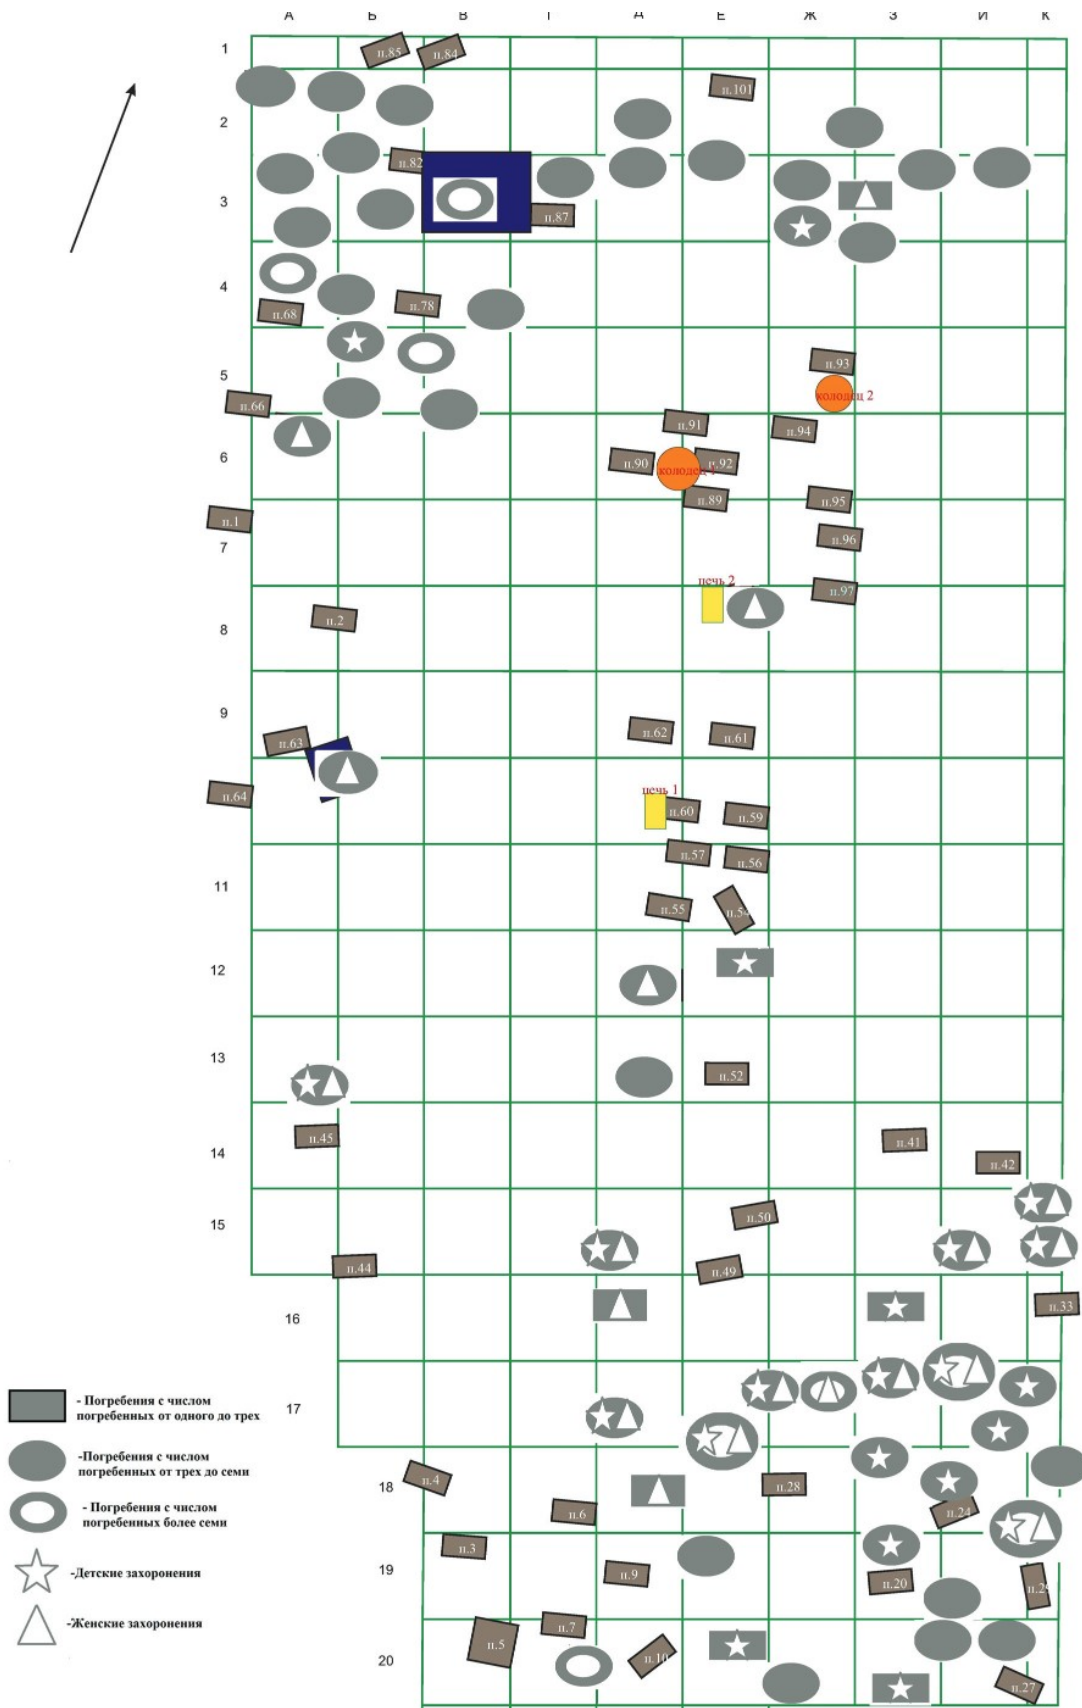 А Б В Г Д Е Ж З И К
1
п.85 п.84
п.101
2
п.82
3
п.87
4
п.78
п.68
5
п.93
колодец 2
п.66
п.91
п.94
6
п.90
п.92
п.89
п.95
п.1
7
п.96
печь 2
п.97
п.2
8
9
п.62
п.61
п.63
п.64
печь 1
п.60
п.59
п.57
п.56
11
п.55
п.54
12
13
п.52
п.45
п.41
14
п.42
15
п.50
п.44
п.49
п.33
16
- Погребения с числом
погребенных от одного до трех
17
-Погребения с числом
погребенных от трех до семи
п.4
18
п.28
- Погребения с числом
погребенных более семи
п.6
п.24
п.3
19
-Детские захоронения
п.9
п.20
-Женские захоронения
п.7
п.5
20
п.10
п.27